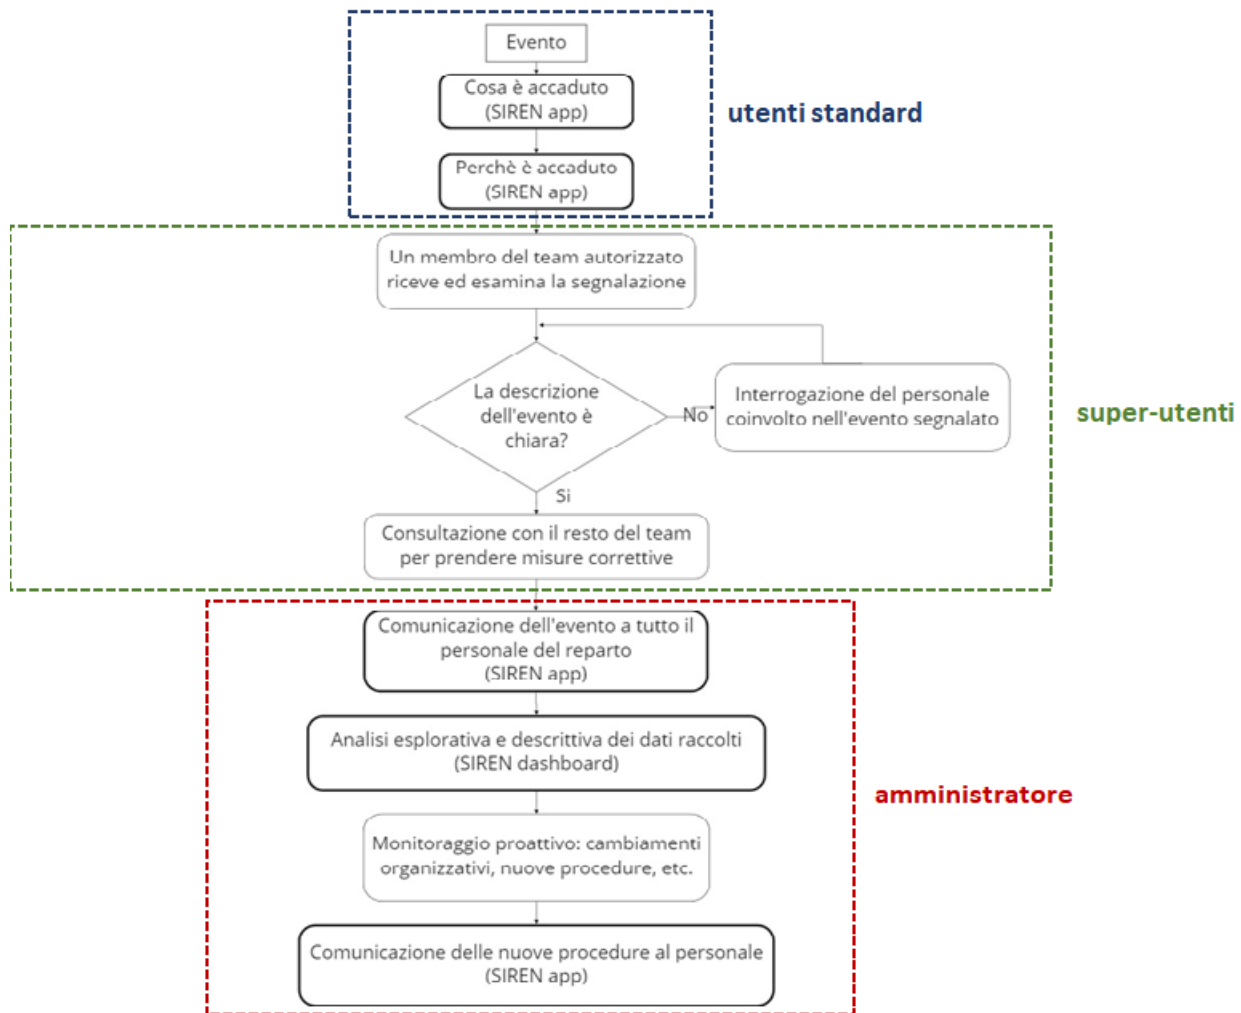 Evento
Cosa è accaduto
(SIREN app)
utenti standard
Perchè è accaduto
(SIREN app)
Un membro del team autorizzato
riceve ed esamina la segnalazione
La descrizione
dell'evento è
chiara?
No
Interrogazione del personale
coinvolto nell'evento segnalato
super-utenti
Si
Consultazione con il resto del team
per prendere misure correttive
Comunicazione dell'evento a tutto il
personale del reparto
(SIREN app)
Analisi esplorativa e descrittiva dei dati raccolti
(SIREN dashboard)
amministratore
Monitoraggio proattivo: cambiamenti
organizzativi, nuove procedure, etc.
Comunicazione delle nuove procedure al personale
(SIREN app)